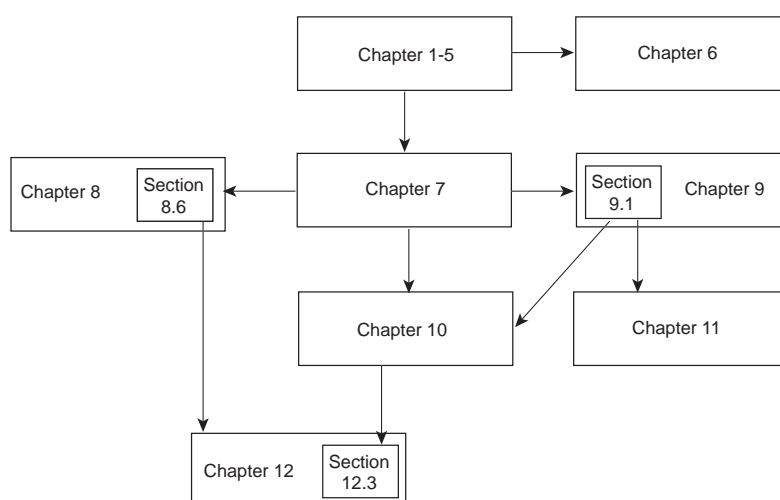 Chapter 1-5
Chapter 6
Chapter 8
Section
8.6
Chapter 7
Section
9.1
Chapter 9
Chapter 10
Chapter 11
Chapter 12
Section
12.3